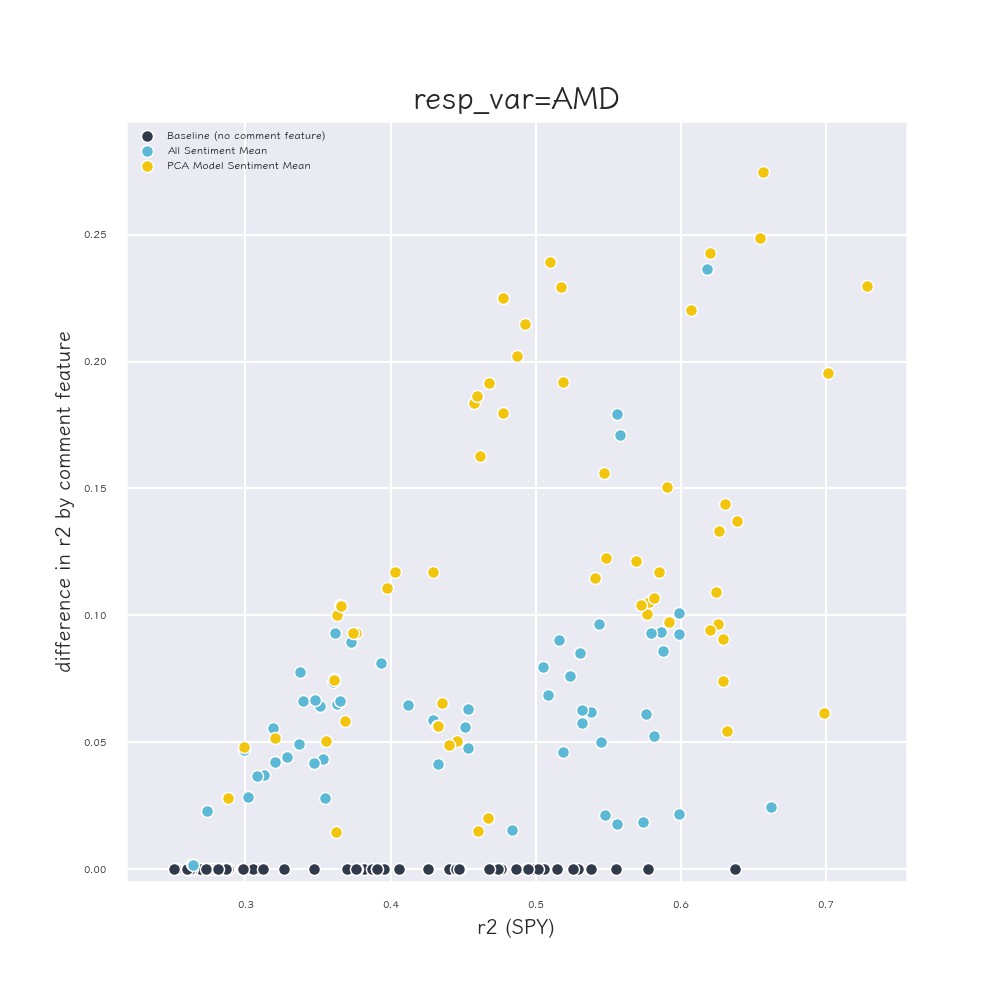 resp_var=AMD
Baseline (no comment feature)
All Sentiment Mean
PCA Model Sentiment Mean
difference in r2 by comment feature
0.25
0.20
0.15
0.10
0.05
0.00
0.3 0.4 0.5 0.6 0.7
r2 (SPY)